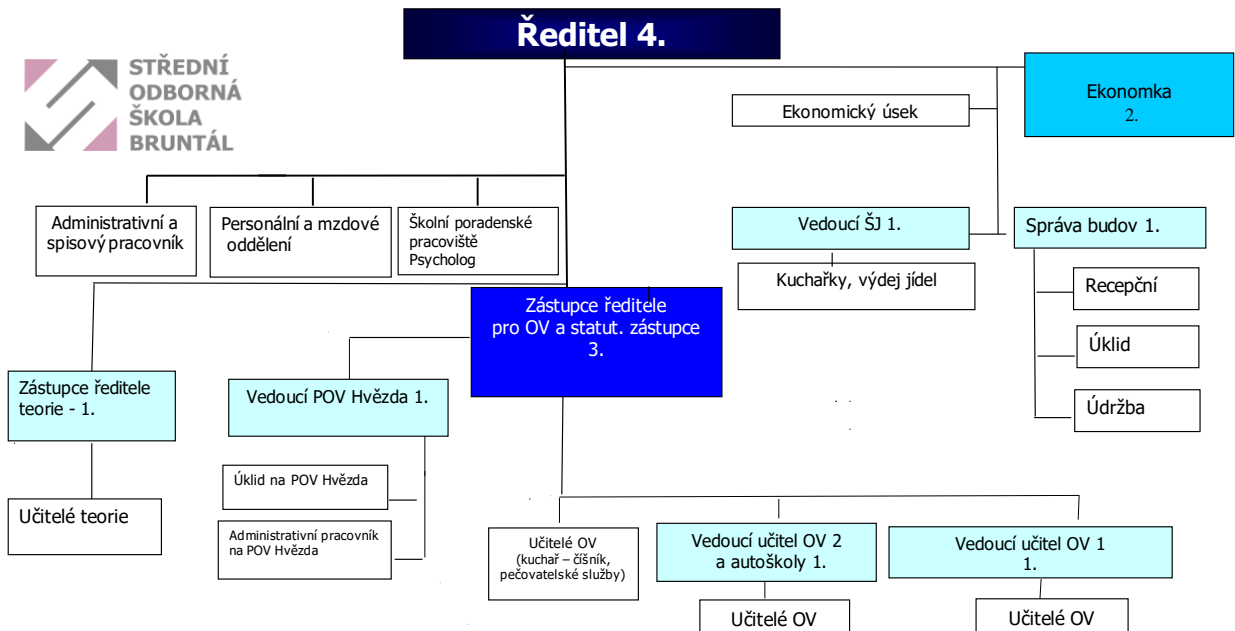 Ředitel 4.
STŘEDNÍ
ODBORNÁ
ŠKOLA
BRUNTÁL
Ekonomka
2.
Ekonomický úsek
Administrativní a
spisový pracovník
Personální a mzdové
oddělení
Školní poradenské
pracoviště
Psycholog
Vedoucí ŠJ 1.
Správa budov 1.
Kuchařky, výdej jídel
Recepční
Úklid
Údržba
Zástupce ředitele
pro OV a statut. zástupce
3.
Zástupce ředitele
teorie - 1.
Vedoucí POV Hvězda 1.
Úklid na POV Hvězda
Učitelé teorie
Administrativní pracovník
na POV Hvězda
Učitelé OV
(kuchař – číšník,
pečovatelské služby)
Vedoucí učitel OV 2
a autoškoly 1.
Vedoucí učitel OV 1
1.
Učitelé OV
Učitelé OV